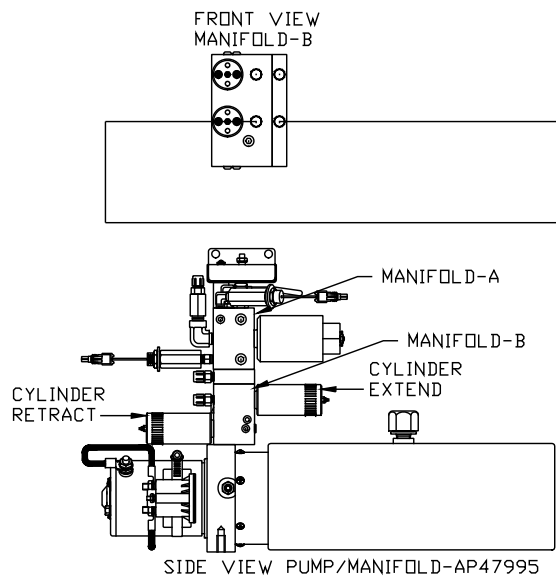 FRONT VIEW
MANIFOLD-B
MANIFOLD-A
MANIFOLD-B
CYLINDER
EXTEND
CYLINDER
RETRACT
SIDE VIEW PUMP/MANIFOLD-AP47995